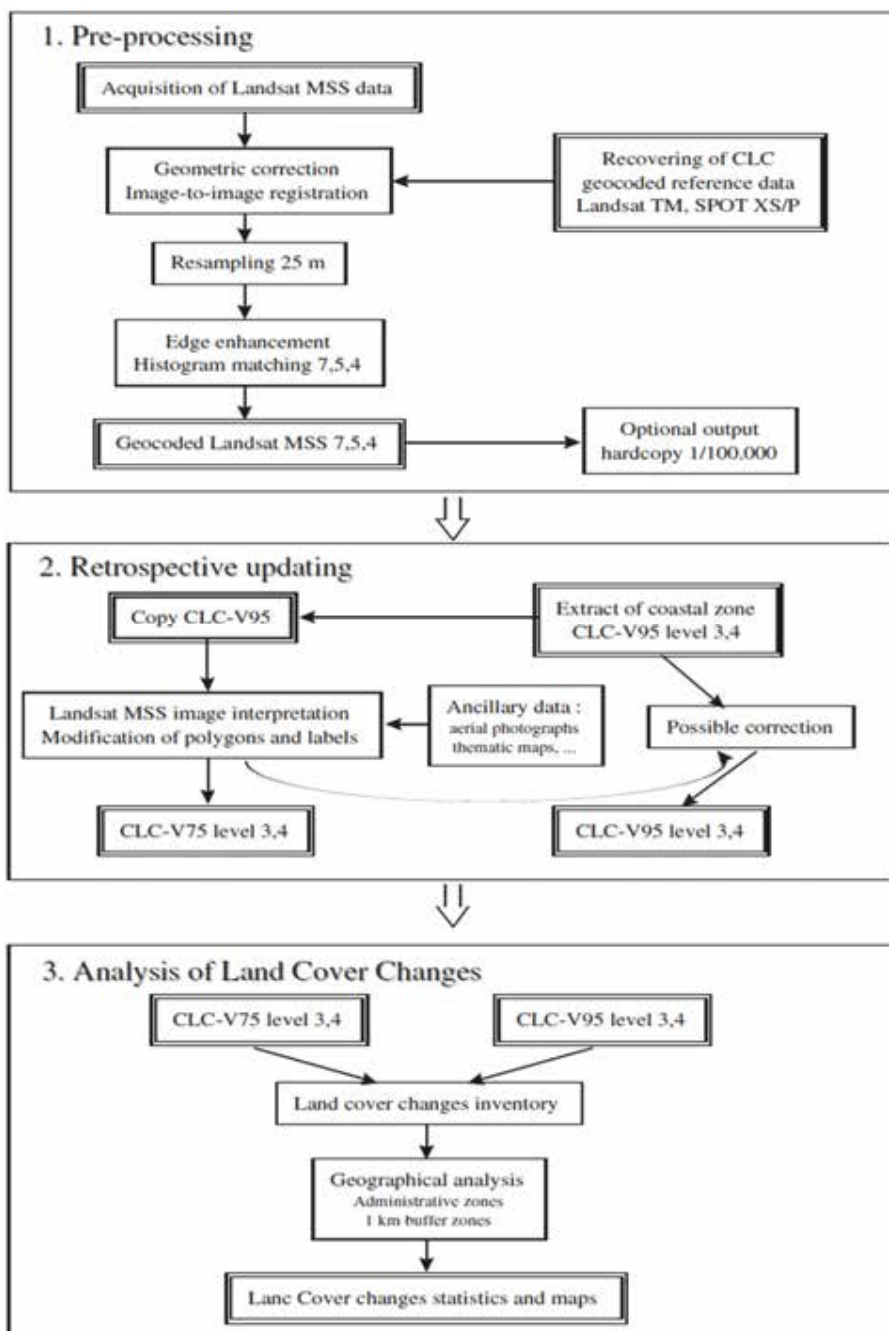 1. Pre-processing
Acquisition of Landsat MSS data
Geometric correction
Image-to-image registration
Recovering of CLC
geocoded reference data
Landsat TM, SPOT XS/P
Resampling 25 m
Edge enhancement
Histogram matching 7,5,4
Geocoded Landsat MSS 7,5,4
Optional output
hardcopy 1/100.000
2. Retrospective updating
Copy CLC-V95
Extract of coastal zone
CLC-V95 level 3,4
Landsat MSS image interpretation
Modification of polygons and labels
Ancillary data :
aerial photographs
thematic maps, ...
Possible correction
CLC-V75 level 3,4
CLC-V95 level 3,4
3. Analysis of Land Cover Changes
CLC-V75 level 3,4
CLC-V95 level 3,4
Land cover changes inventory
Geographical analysis
Administrative zones
1 km buffer zones
Lanc Cover changes statistics and maps